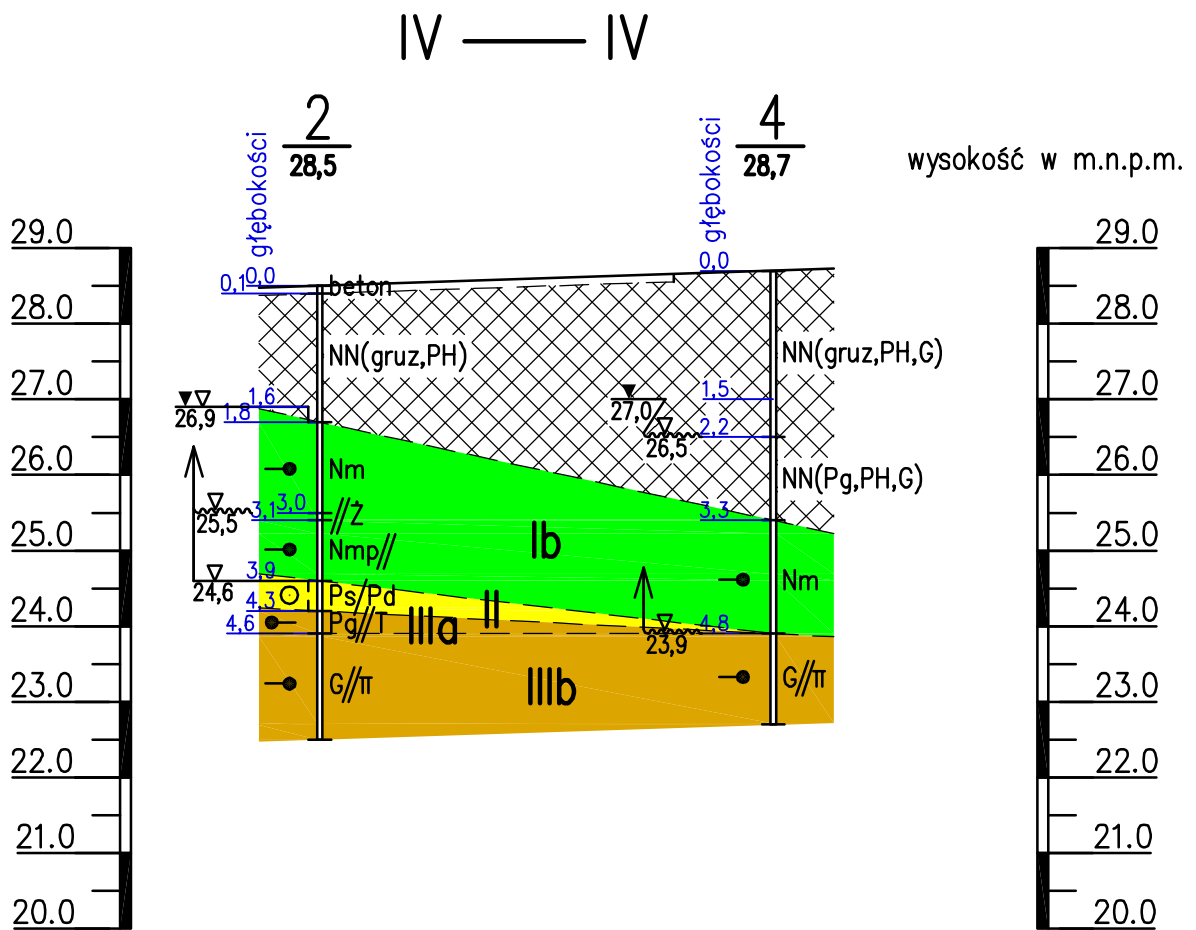 IV — IV
2
28,5
4
28,7
głębokości
głębokości
wysokość w m.n.p.m.
29.0
29.0
0,0
0,1
0,0
beton
28.0
28.0
NN(gruz,PH)
NN(gruz,PH,G)
27.0
27.0
1,6
1,5
26,9
1,8
27,0
2,2
26,5
26.0
26.0
Nm
NN(Pg,PH,G)
3,0
3,1
//Ż
3,3
25,5
25.0
25.0
Ib
Nmp//
3,9
Nm
24,6
Ps/Pd
II
4,3
24.0
24.0
4,6
Pg//T
IIIa
4,8
23,9
23.0
23.0
G//π
IIIb
G//π
22.0
22.0
21.0
21.0
20.0
20.0